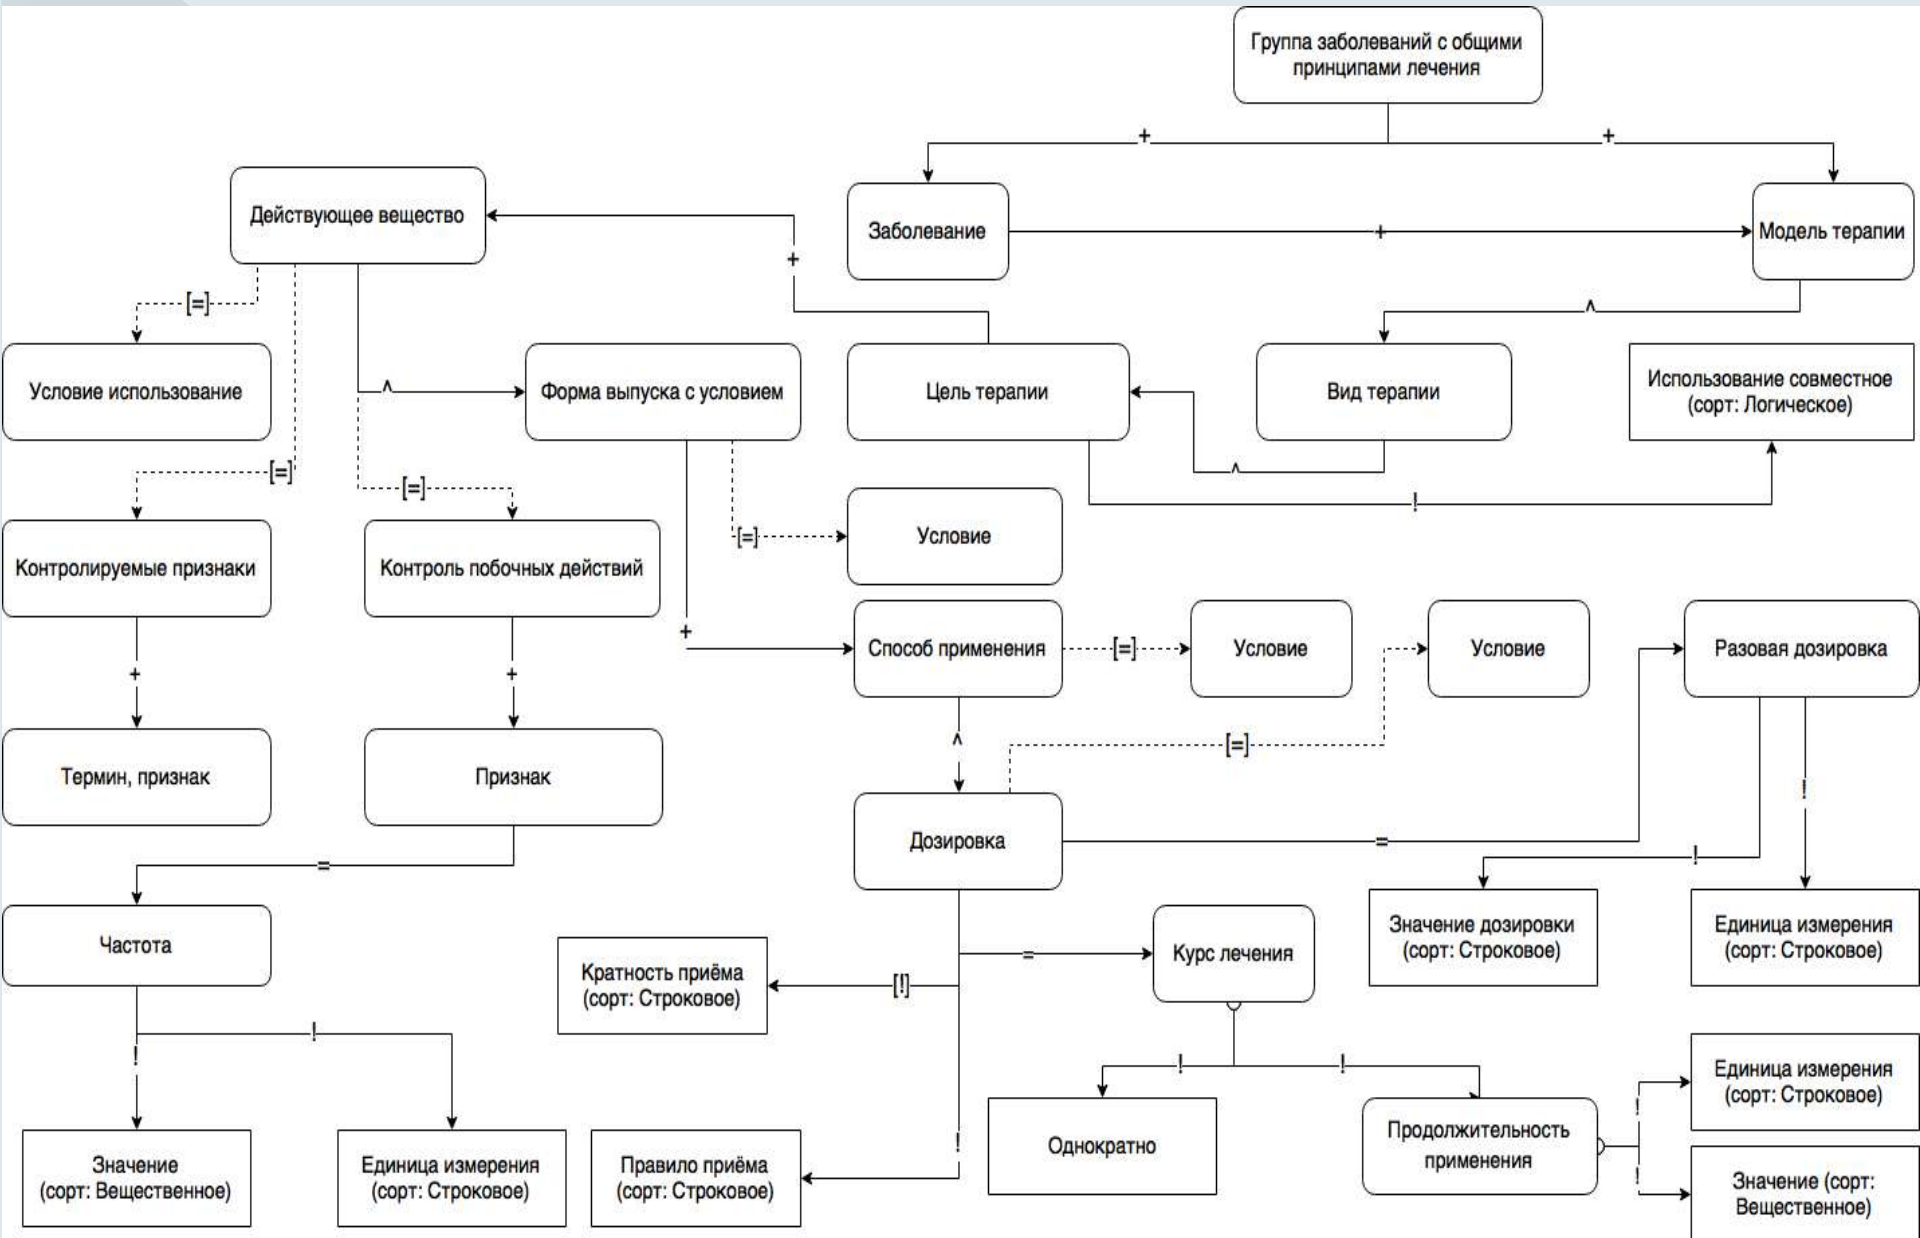 Группа заболеваний с общими
принципами лечения
+
+
Действующее вещество
Заболевание
+
Модель терапии
+
[=]
^
Условие использование
^
Форма выпуска с условием
Цель терапии
Вид терапии
Использование совместное
(сорт: Логическое)
[=]
[=]
^
!
Контролируемые признаки
Контроль побочных действий
[=]
Условие
+
Способ применения
[=]
Условие
Условие
Разовая дозировка
+
+
^
[=]
Термин, признак
Признак
!
Дозировка
=
=
!
Частота
Кратность приёма
(сорт: Строковое)
[!]
=
Курс лечения
Значение дозировки
(сорт: Строковое)
Единица измерения
(сорт: Строковое)
!
!
!
!
Единица измерения
(сорт: Строковое)
!
Значение
(сорт: Вещественное)
Единица измерения
(сорт: Строковое)
Правило приёма
(сорт: Строковое)
!
Однократно
Продолжительность
применения
!
Значение (сорт:
Вещественное)